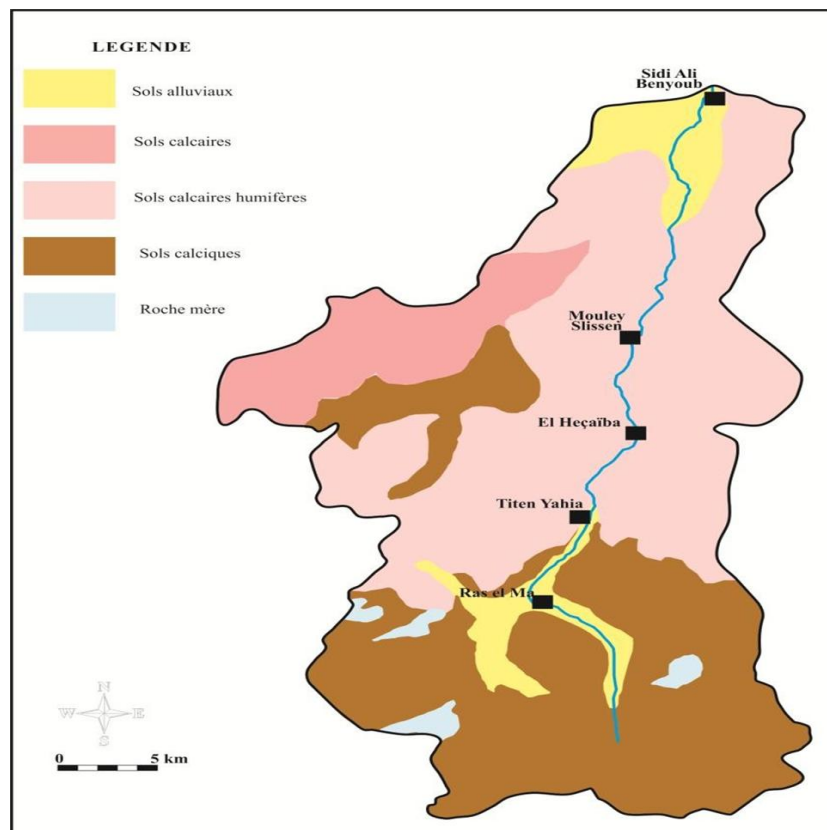 LEGENDE
Sols alluviaux
Sols calcaires
Sols calcaires humifères
Sols calciques
Roche mère
Sidi Ali
Benyoub
Mouley
Slissen
El Heçaïba
Titen Yahia
Ras el Ma
N
W E
S
0 5 km